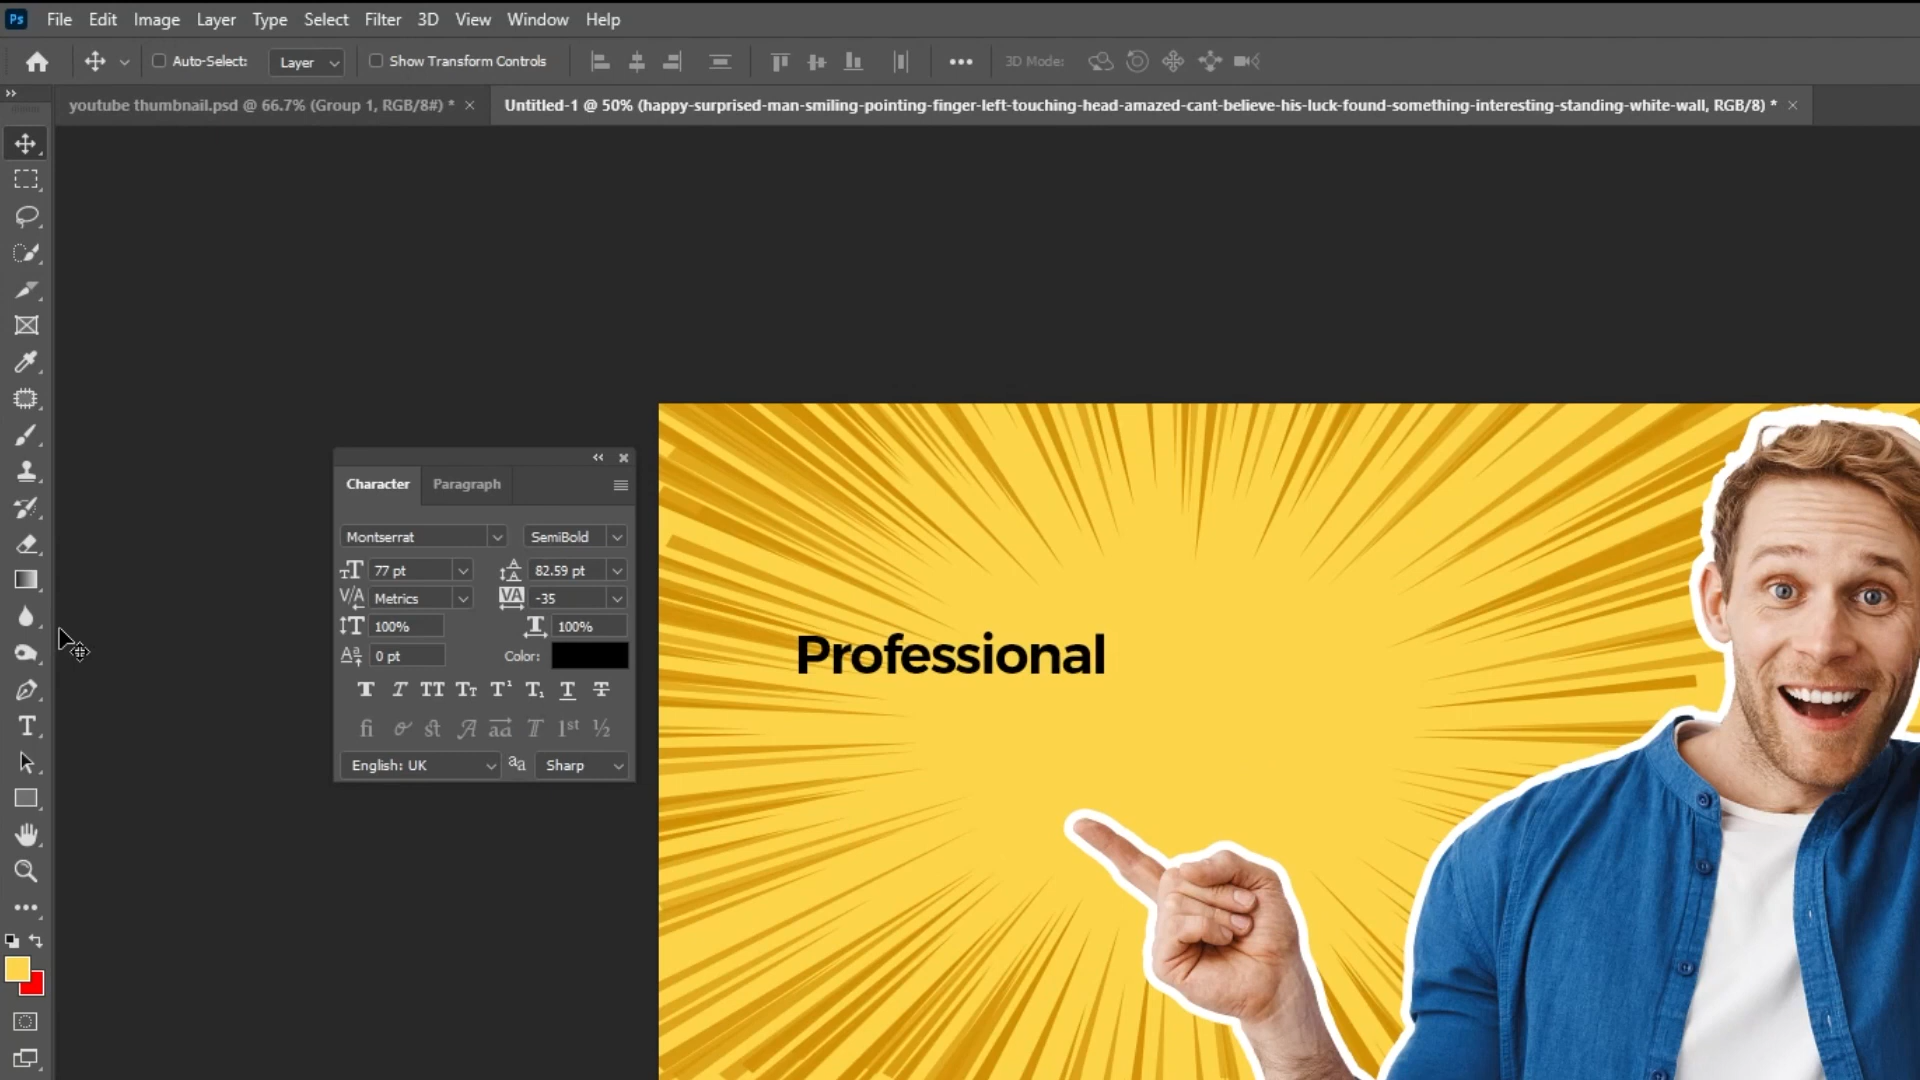 Ps File Edit Image Layer Type Select Filter 3D View Window Help
Auto-Select: Layer Show Transform Controls 3D Mode:
youtube thumbnail.psd @ 66.7% (Group 1, RGB/8#) * Untitled-1 @ 50% (happy-surprised-man-smiling-pointing-finger-left-touching-head-amazed-cant-believe-his-luck-found-something-interesting-standing-white-wall, RGB/8) *
Character Paragraph
Montserrat SemiBold
77 pt 82.59 pt
Metrics -35
100% 100%
0 pt Color:
English: UK Sharp
Professional